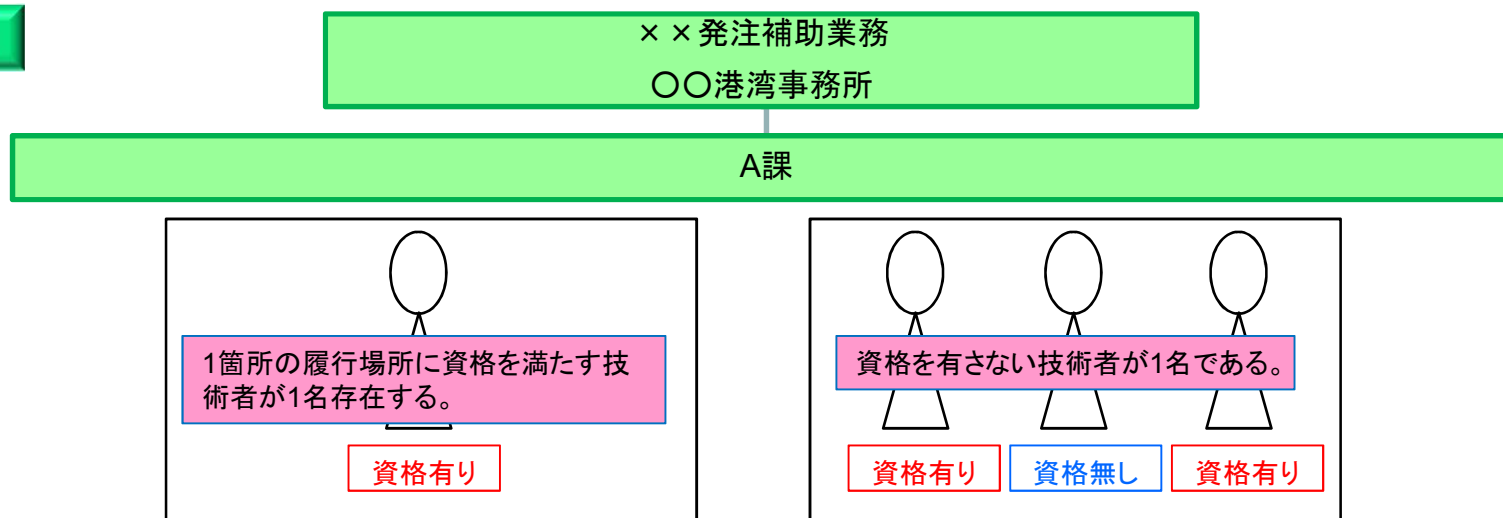 ××発注補助業務
〇〇港湾事務所
A課
1箇所の履行場所に資格を満たす技
術者が1名存在する。
資格有り
資格を有さない技術者が1名である。
資格有り
資格無し
資格有り